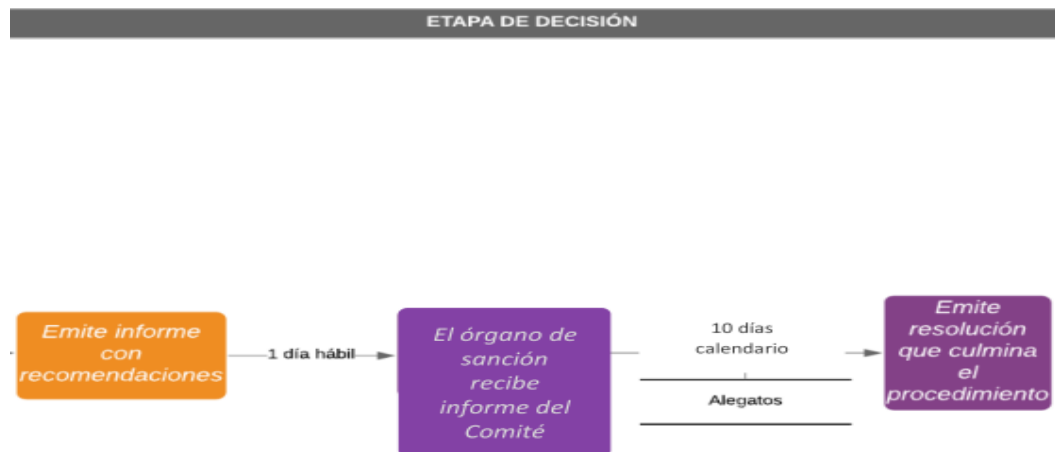 ETAPA DE DECISIÓN
Emite informe
con
recomendaciones
1 día hábil
El órgano de
sanción
recibe
informe del
Comité
10 días
calendario
Alegatos
Emite
resolución
que culmina
el
procedimiento